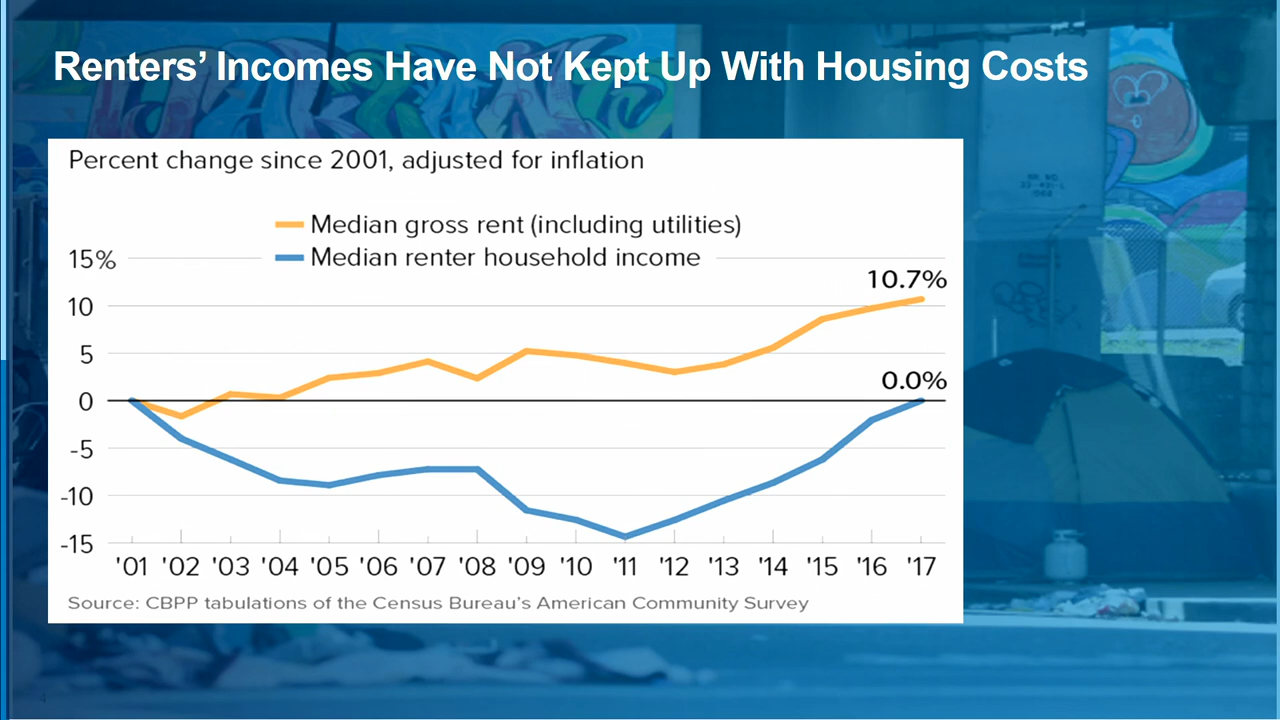 Renters’ Incomes Have Not Kept Up With Housing Costs
Percent change since 2001, adjusted for inflation
Median gross rent (including utilities)
Median renter household income
15%
10
5
0
-5
-10
-15
10.7%
0.0%
'01 '02 '03 '04 '05 '06 '07 '08 '09 '10 '11 '12 '13 '14 '15 '16 '17
Source: CBPP tabulations of the Census Bureau’s American Community Survey
4